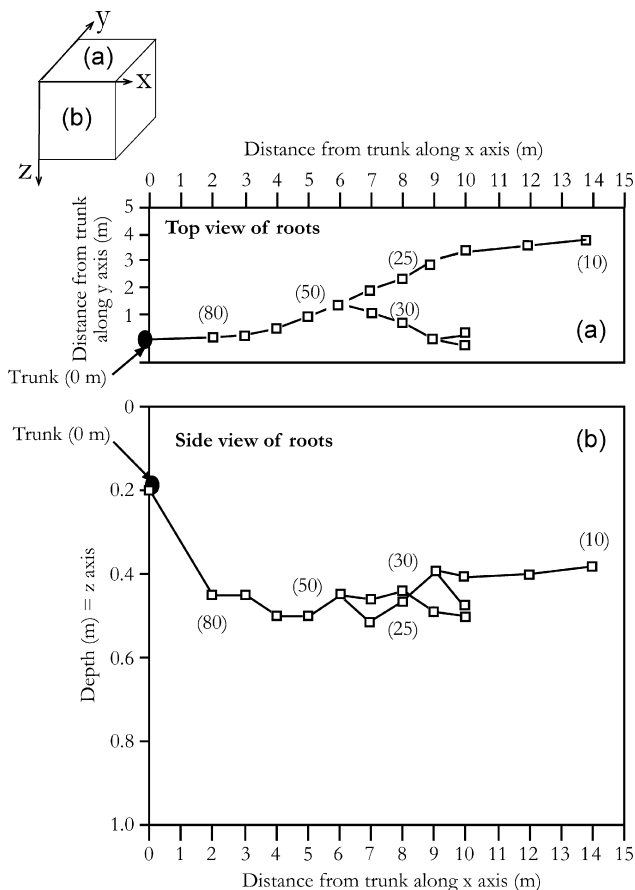 y
(a)
x
(b)
z
Distance from trunk along x axis (m)
0 1 2 3 4 5 6 7 8 9 10 11 12 13 14 15
Distance from trunk
along y axis (m)
5
4
3
2
1
Top view of roots
(80)
(50)
(25)
(30)
(10)
(a)
Trunk (0 m)
Trunk (0 m)
Side view of roots
(b)
Depth (m) = z axis
0
0.2
0.4
0.6
0.8
1.0
(80)
(50)
(30)
(25)
(10)
0 1 2 3 4 5 6 7 8 9 10 11 12 13 14 15
Distance from trunk along x axis (m)